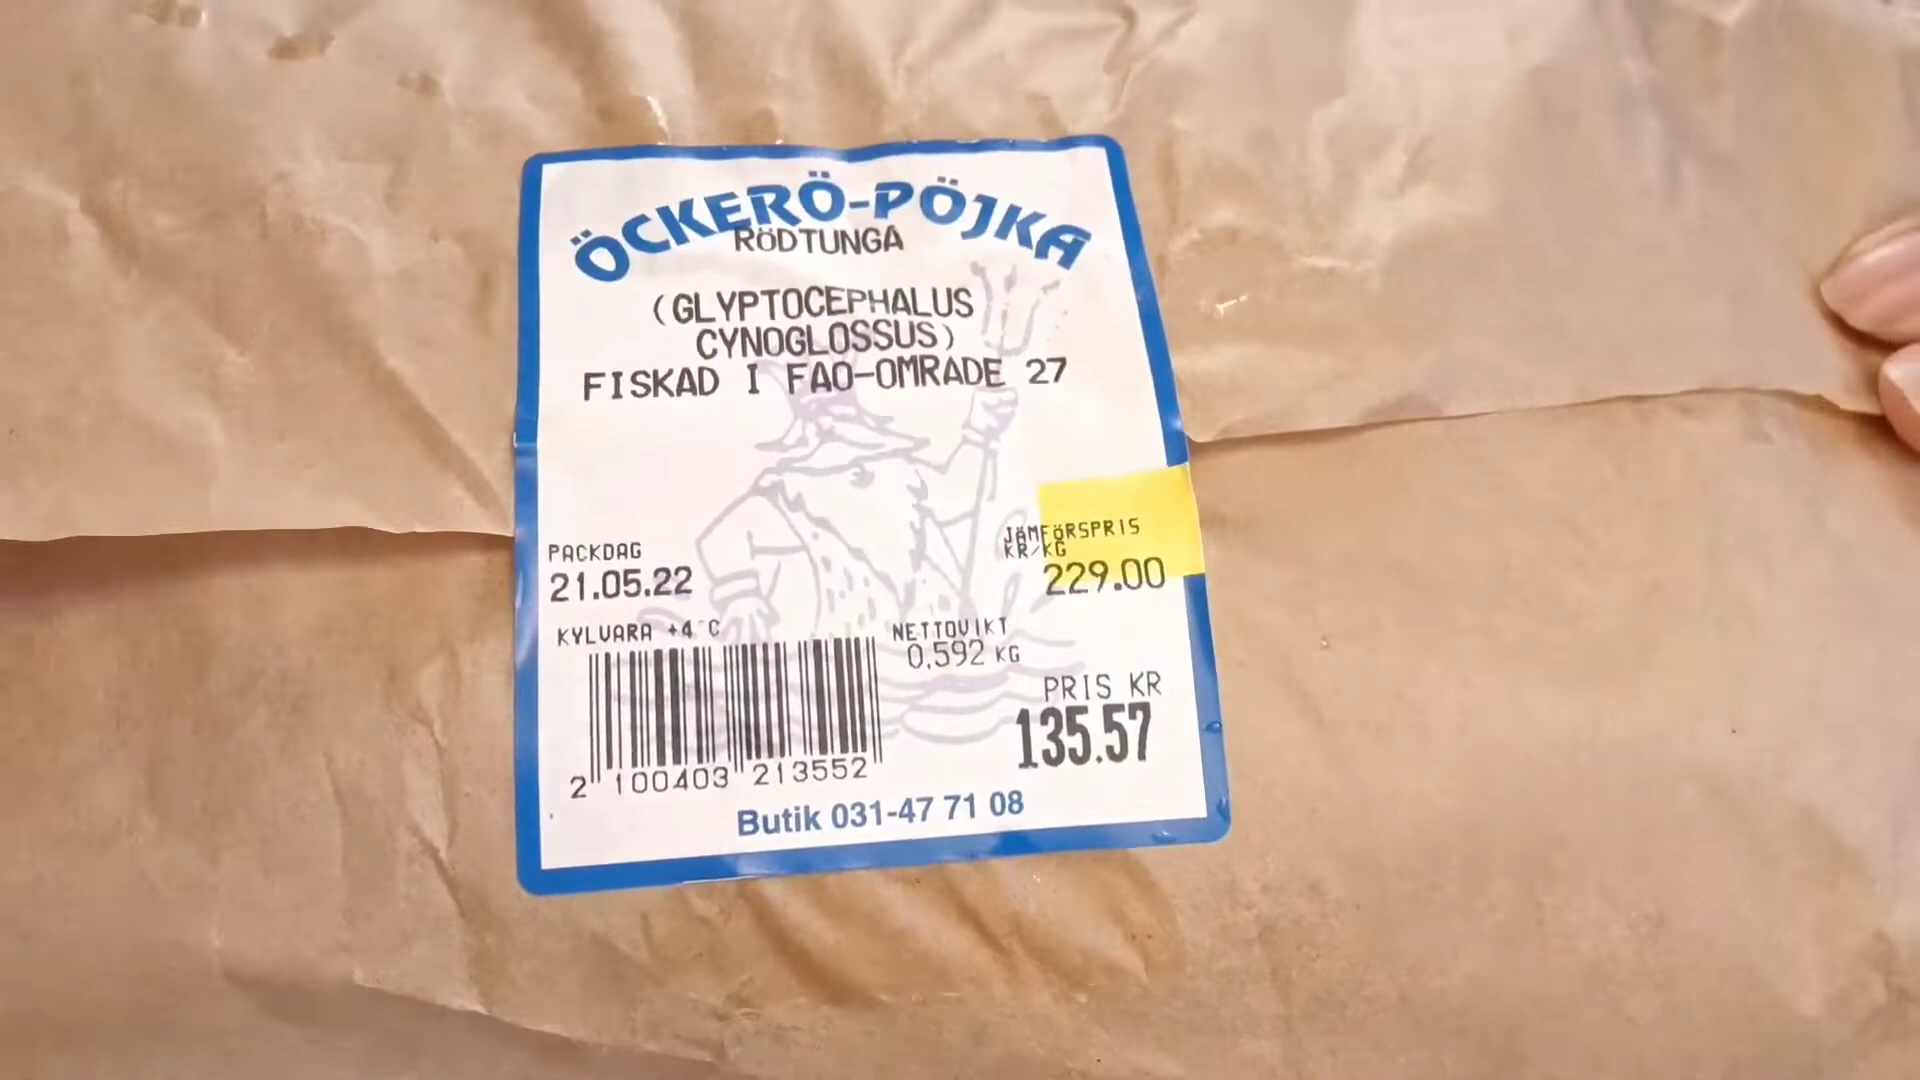 ÖCKERÖ-PÖJKA
RÖDTUNGA
(GLYPTOCEPHALUS
CYNOGLOSSUS)
FISKAD I FAO-OMRADE 27
PACKDAG
21.05.22
JäMFöRSPRIS
KR/KG
229.00
KYLVARA +4°C
NETTOVIKT
0,592 KG
PRIS KR
135.57
2 100403 213552
Butik 031-47 71 08